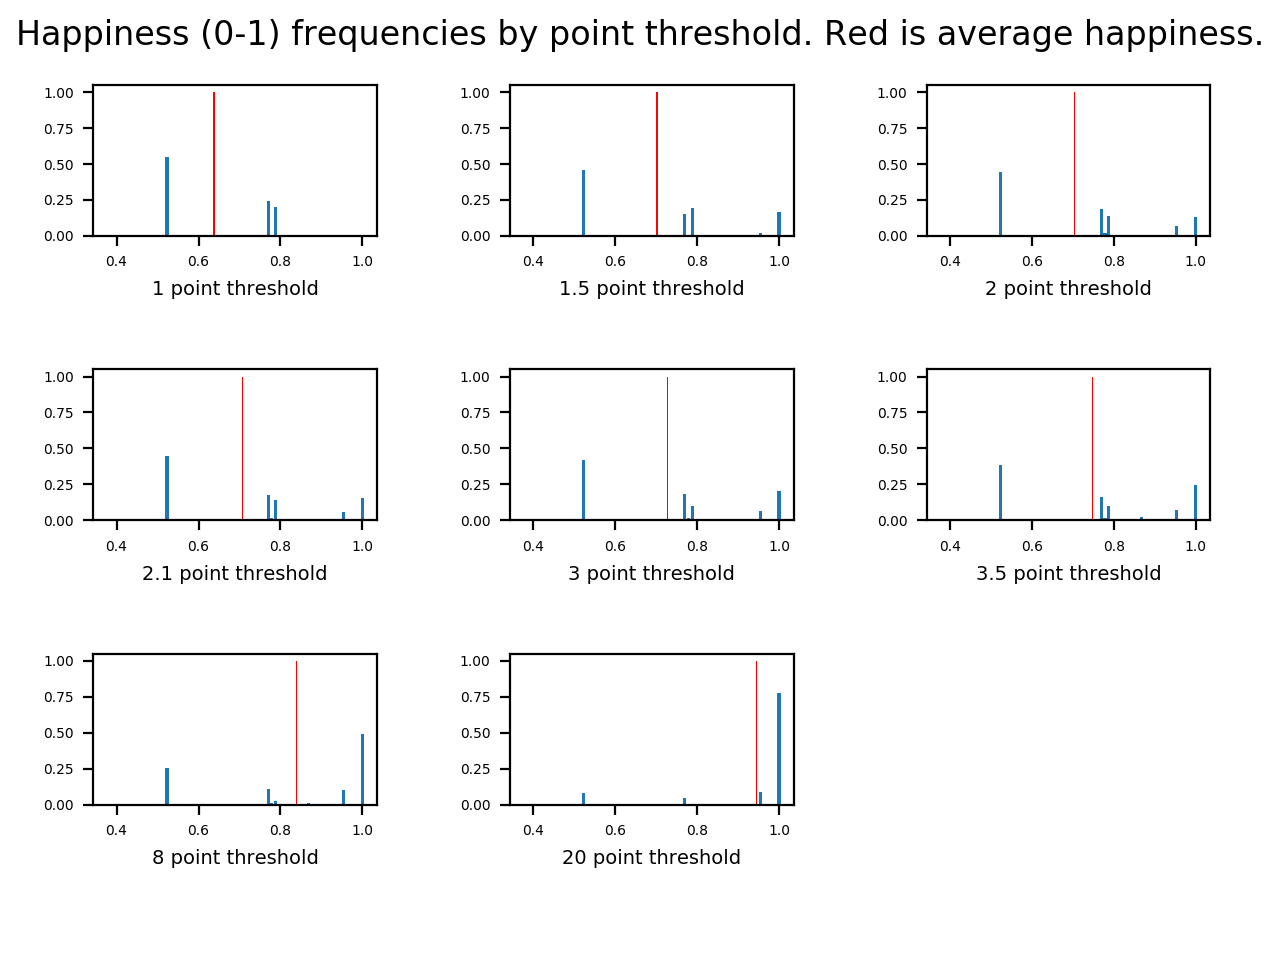 Happiness (0-1) frequencies by point threshold. Red is average happiness.
1.00 1.00 1.00
0.75 0.75 0.75
0.50 0.50 0.50
0.25 0.25 0.25
0.00 0.00 0.00
0.4 0.6 0.8 1.0 0.4 0.6 0.8 1.0 0.4 0.6 0.8 1.0
1 point threshold 1.5 point threshold 2 point threshold
1.00 1.00 1.00
0.75 0.75 0.75
0.50 0.50 0.50
0.25 0.25 0.25
0.00 0.00 0.00
0.4 0.6 0.8 1.0 0.4 0.6 0.8 1.0 0.4 0.6 0.8 1.0
2.1 point threshold 3 point threshold 3.5 point threshold
1.00 1.00
0.75 0.75
0.50 0.50
0.25 0.25
0.00 0.00
0.4 0.6 0.8 1.0 0.4 0.6 0.8 1.0
8 point threshold 20 point threshold